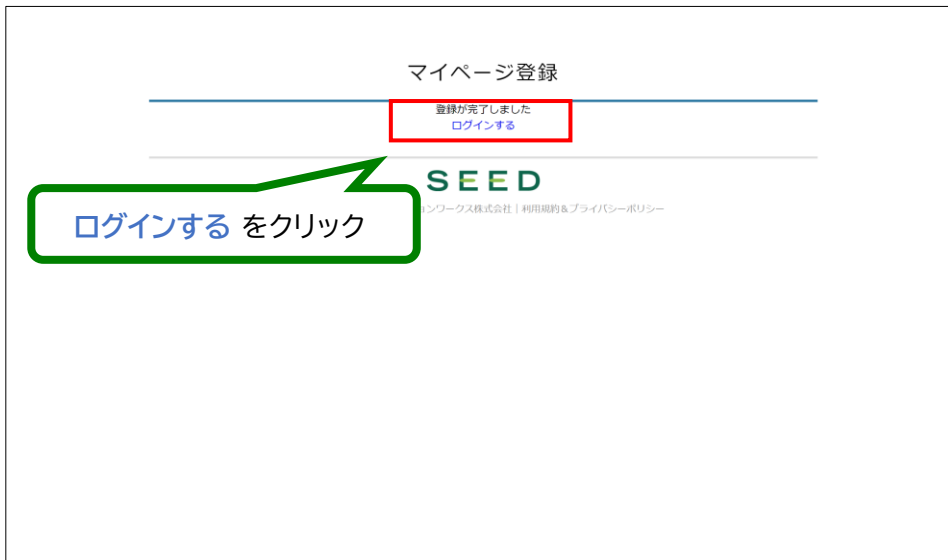 マイページ登録
登録が完了しました
ログインする
SEED
ンワークス株式会社 | 利用規約&プライバシーポリシー
ログインする をクリック